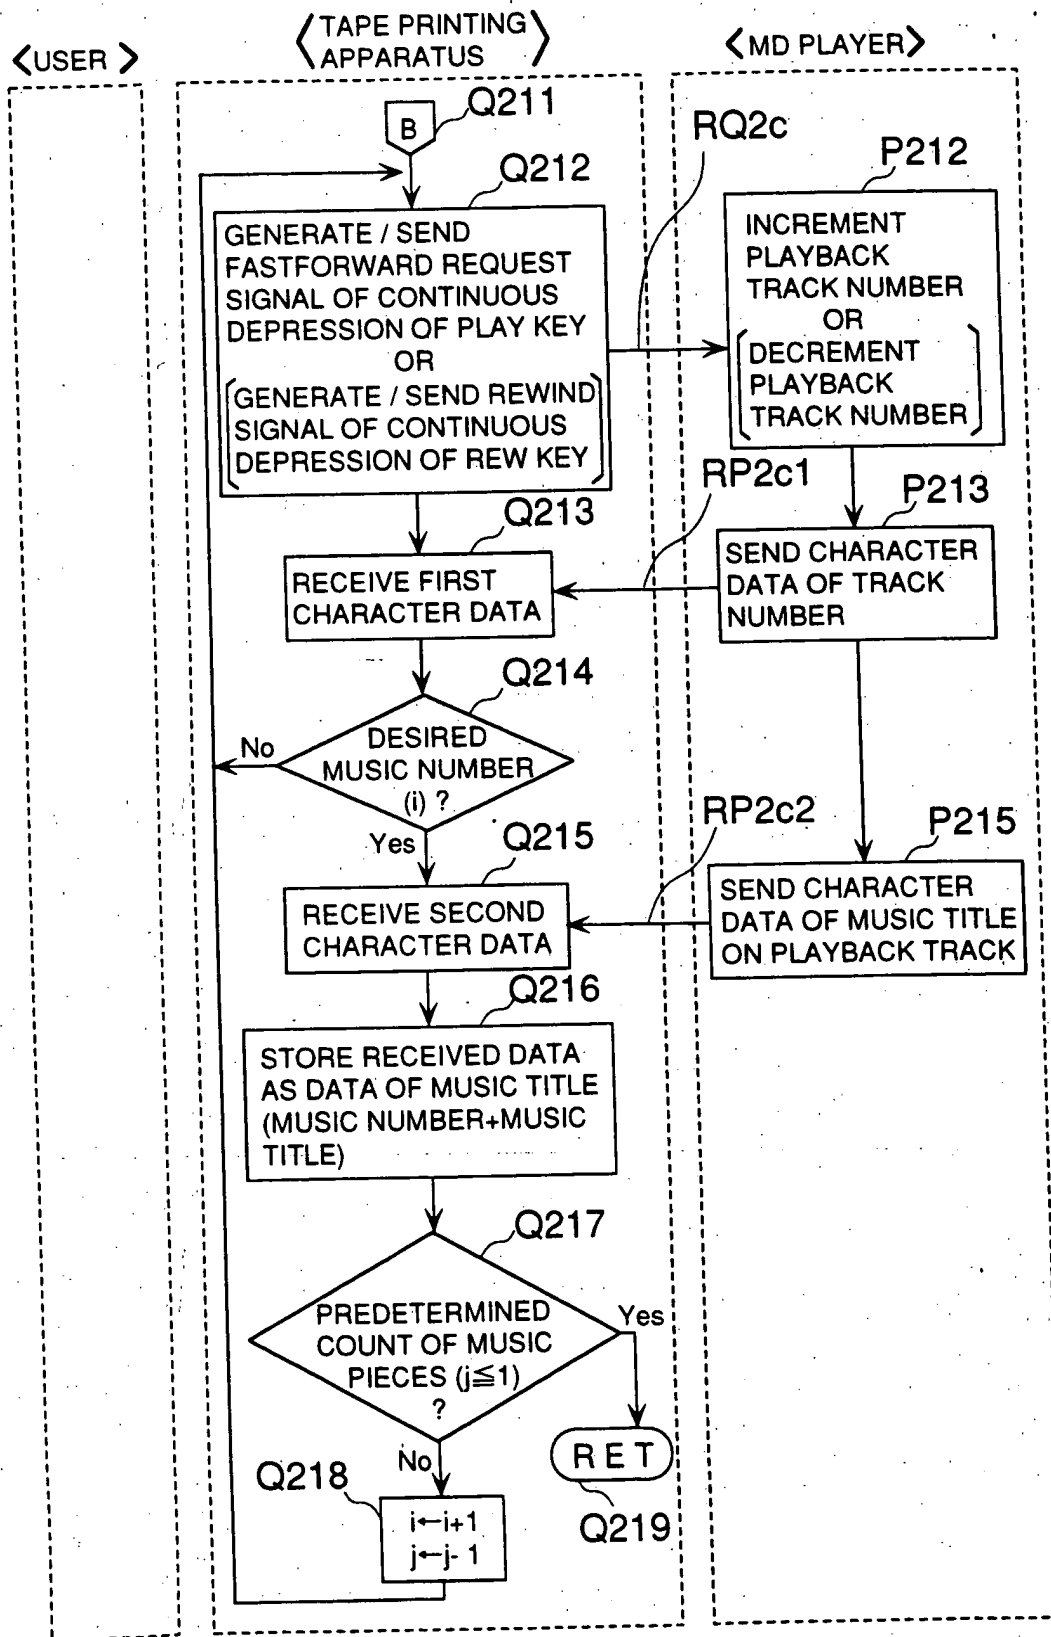 <USER>
<TAPE PRINTING
APPARATUS>
<MD PLAYER>
B
Q211
Q212
GENERATE / SEND
FASTFORWARD REQUEST
SIGNAL OF CONTINUOUS
DEPRESSION OF PLAY KEY
OR
GENERATE / SEND REWIND
SIGNAL OF CONTINUOUS
DEPRESSION OF REW KEY
RQ2c
P212
INCREMENT
PLAYBACK
TRACK NUMBER
OR
DECREMENT
PLAYBACK
TRACK NUMBER
Q213
RECEIVE FIRST
CHARACTER DATA
RP2c1
P213
SEND CHARACTER
DATA OF TRACK
NUMBER
Q214
DESIRED
MUSIC NUMBER
(i) ?
No
Yes
Q215
RECEIVE SECOND
CHARACTER DATA
RP2c2
P215
SEND CHARACTER
DATA OF MUSIC TITLE
ON PLAYBACK TRACK
Q216
STORE RECEIVED DATA
AS DATA OF MUSIC TITLE
(MUSIC NUMBER+MUSIC
TITLE)
Q217
PREDETERMINED
COUNT OF MUSIC
PIECES (j≦1)
?
Yes
No
RET
Q219
Q218
i←i+1
j←j-1